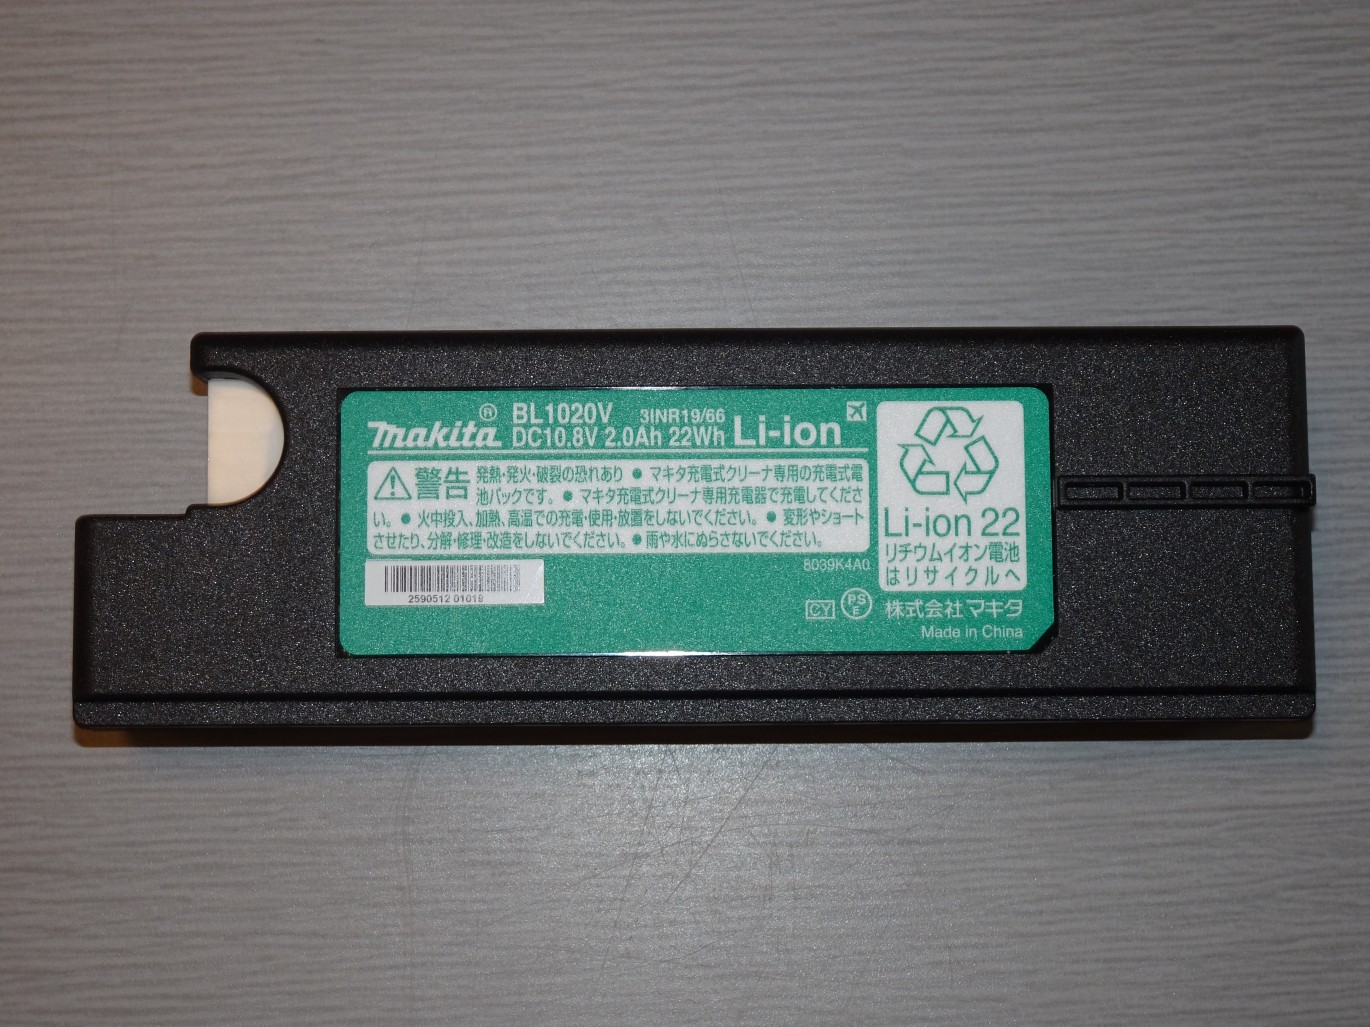 makita® BL1020V 3INR19/66
DC10.8V 2.0Ah 22Wh Li-ion
警告 発熱・発火・破裂の恐れあり ● マキタ充電式クリーナ専用の充電式電
池パックです。● マキタ充電式クリーナ専用充電器で充電してくださ
い。● 火中投入、加熱、高温での充電・使用・放置をしないでください。● 変形やショート
させたり、分解・修理・改造をしないでください。● 雨や水にぬらさないでください。
8039K4A0
2590512 01019
Li-ion 22
リチウムイオン電池
はリサイクルへ
CY PSE 株式会社マキタ
Made in China